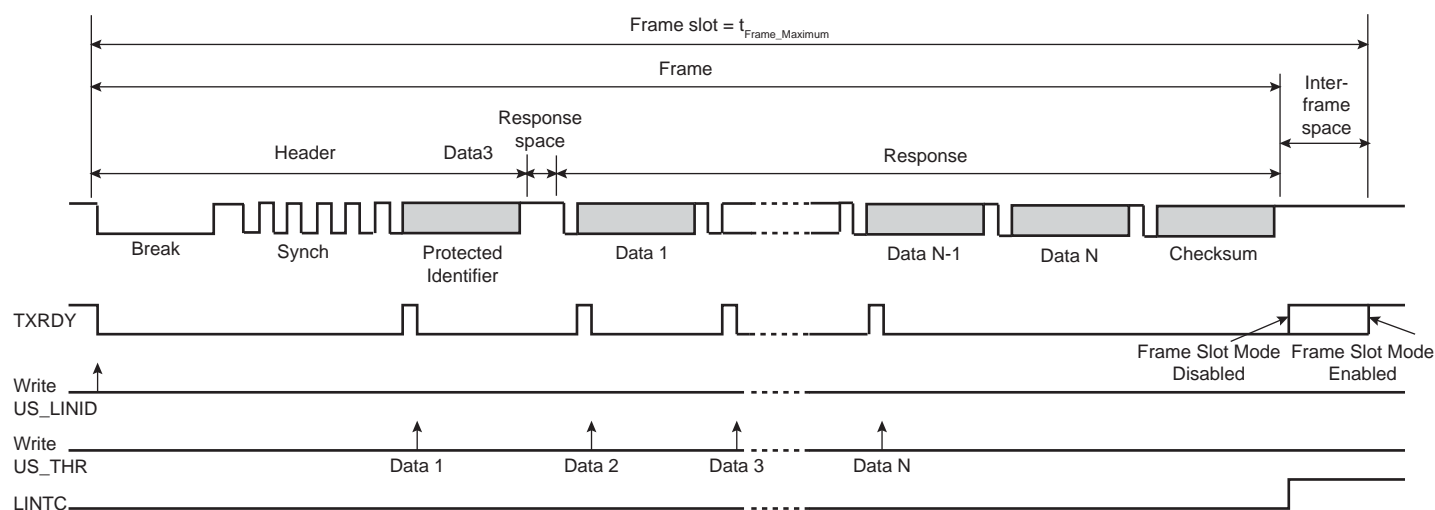 Frame slot = tFrame_Maximum
Frame
Inter-
frame
space
Response
space
Header
Data3
Response
Break
Synch
Protected
Identifier
Data 1
Data N-1
Data N
Checksum
TXRDY
Frame Slot Mode
Disabled
Frame Slot Mode
Enabled
Write
US_LINID
Write
US_THR
Data 1
Data 2
Data 3
Data N
LINTC